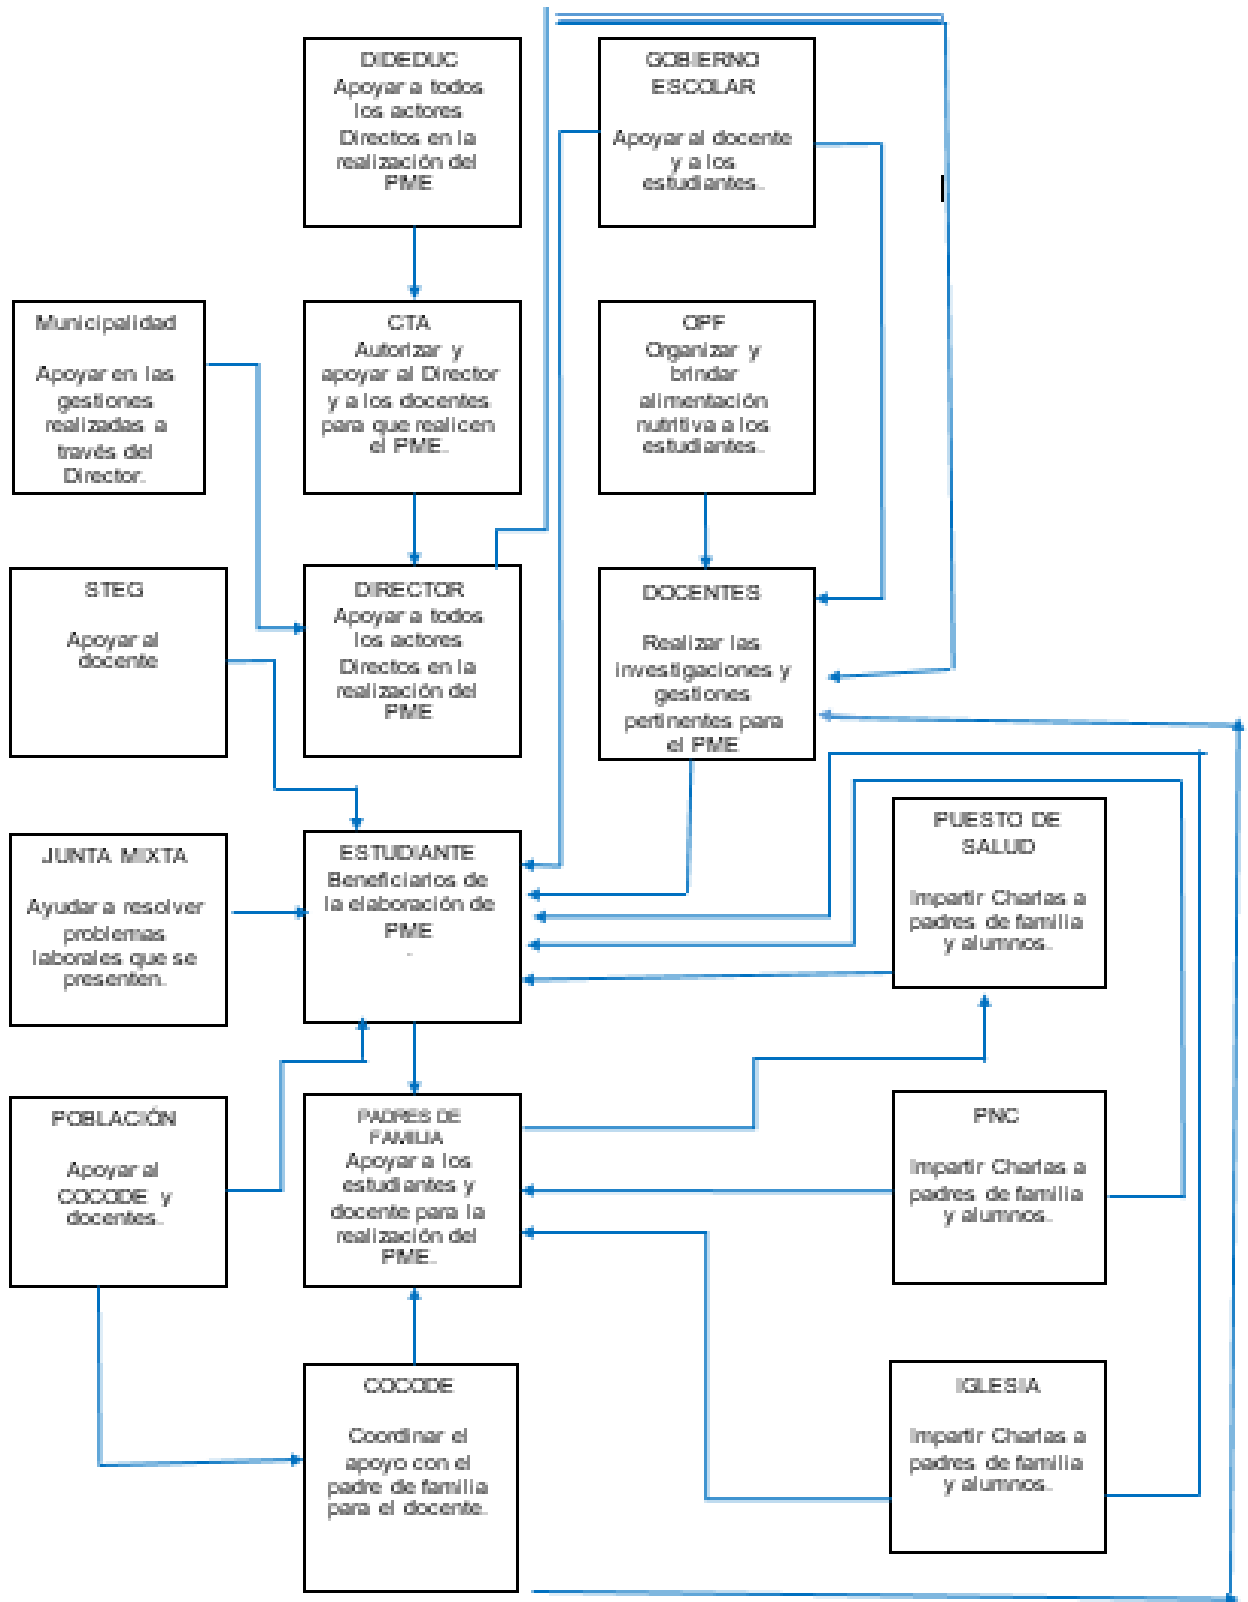 DIDEDUC
Apoyar a todos
los actores
Directos en la
realización del
PME
GOBIERNO
ESCOLAR
Apoyar al docente
y a los
estudiantes.
Municipalidad
Apoyar en las
gestiones
realizadas a
través del
Director.
CTA
Autorizar y
apoyar al Director
y a los docentes
para que realicen
el PME.
OPF
Organizar y
brindar
alimentación
nutritiva a los
estudiantes.
STEG
Apoyar al
docente
DIRECTOR
Apoyar a todos
los actores
Directos en la
realización del
PME
DOCENTES
Realizar las
investigaciones y
gestiones
pertinentes para
el PME
JUNTA MIXTA
Ayudar a resolver
problemas
laborales que se
presenten.
ESTUDIANTE
Beneficiarios de
la elaboración de
PME
.
PUESTO DE
SALUD
Impartir Charlas a
padres de familia
y alumnos.
POBLACIÓN
Apoyar al
COCODE y
docentes.
PADRES DE
FAMILIA
Apoyar a los
estudiantes y
docente para la
realización del
PME.
PNC
Impartir Charlas a
padres de familia
y alumnos.
COCODE
Coordinar el
apoyo con el
padre de familia
para el docente.
IGLESIA
Impartir Charlas a
padres de familia
y alumnos.